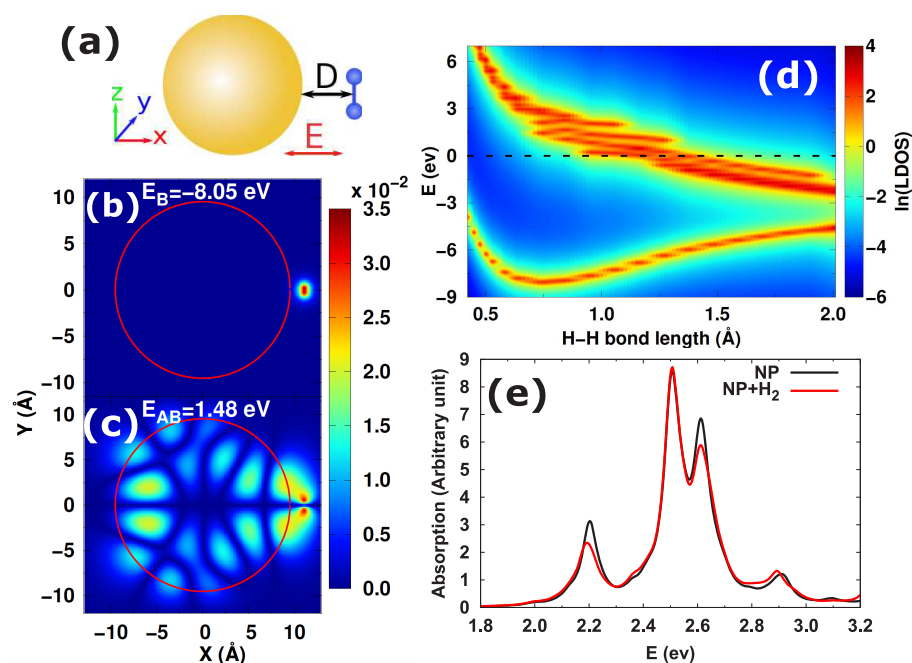 (a)
D
E
z
y
x
(b)
E_B=−8.05 eV
x 10⁻²
10
5
0
−5
−10
(c)
E_AB=1.48 eV
10
5
0
−5
−10
Y (Å)
−10
−5
0
5
10
X (Å)
3.5
3.0
2.5
2.0
1.5
1.0
0.5
0.0
(d)
6
3
0
−3
−6
−9
E (ev)
0.5
1.0
1.5
2.0
H−H bond length (Å)
4
2
0
−2
−4
−6
ln(LDOS)
(e)
NP
NP+H₂
9
8
7
6
5
4
3
2
1
0
Absorption (Arbitrary unit)
1.8
2.0
2.2
2.4
2.6
2.8
3.0
3.2
E (ev)